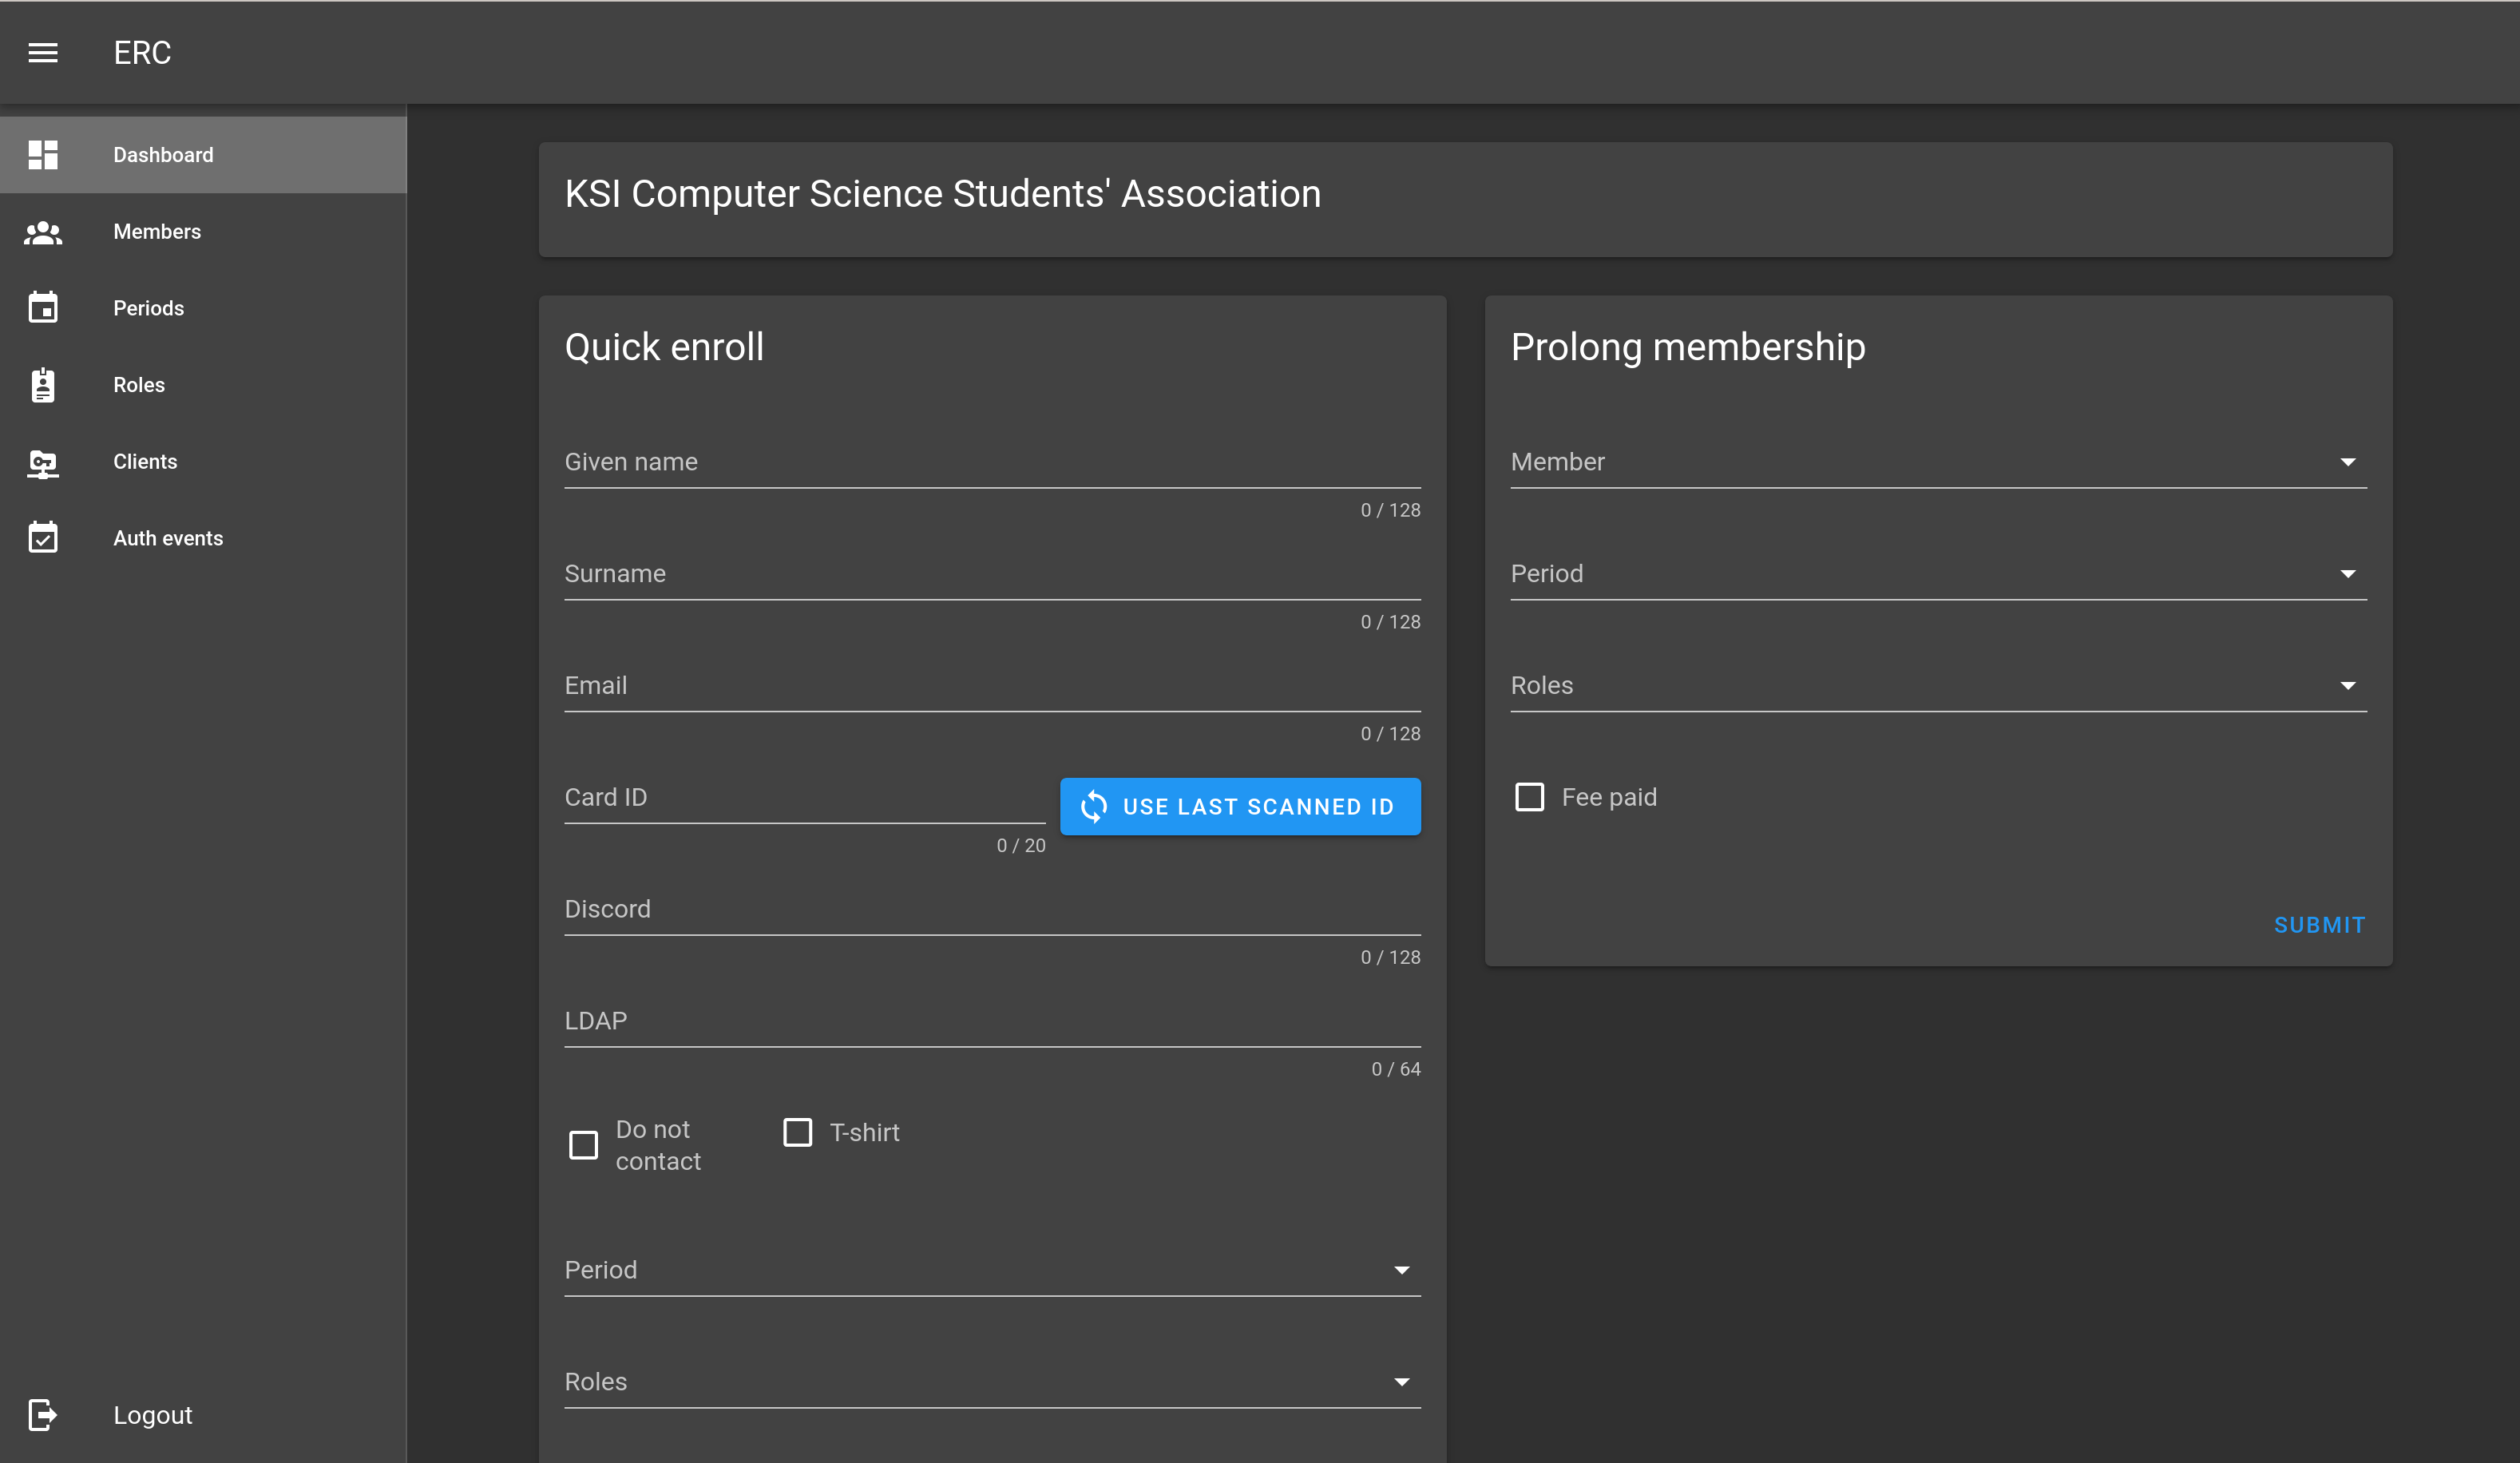 ERC
Dashboard
Members
Periods
Roles
Clients
Auth events
Logout
KSI Computer Science Students' Association
Quick enroll
Given name
0 / 128
Surname
0 / 128
Email
0 / 128
Card ID
USE LAST SCANNED ID
0 / 20
Discord
0 / 128
LDAP
0 / 64
Do not
contact
T-shirt
Period
Roles
Prolong membership
Member
Period
Roles
Fee paid
SUBMIT